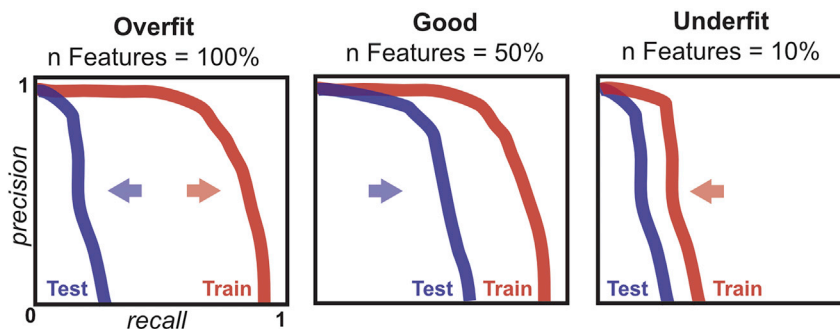 Overfit
n Features = 100%
1
precision
Test
Train
0
recall
1
Good
n Features = 50%
Test
Train
Underfit
n Features = 10%
Test
Train